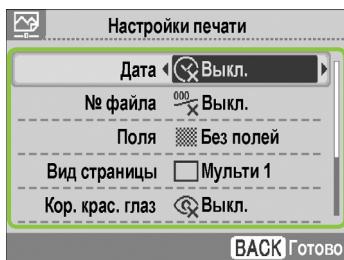 Настройки печати
Дата Выкл.
№ файла 000 Выкл.
Поля Без полей
Вид страницы Мульти 1
Кор. крас. глаз Выкл.
BACK Готово